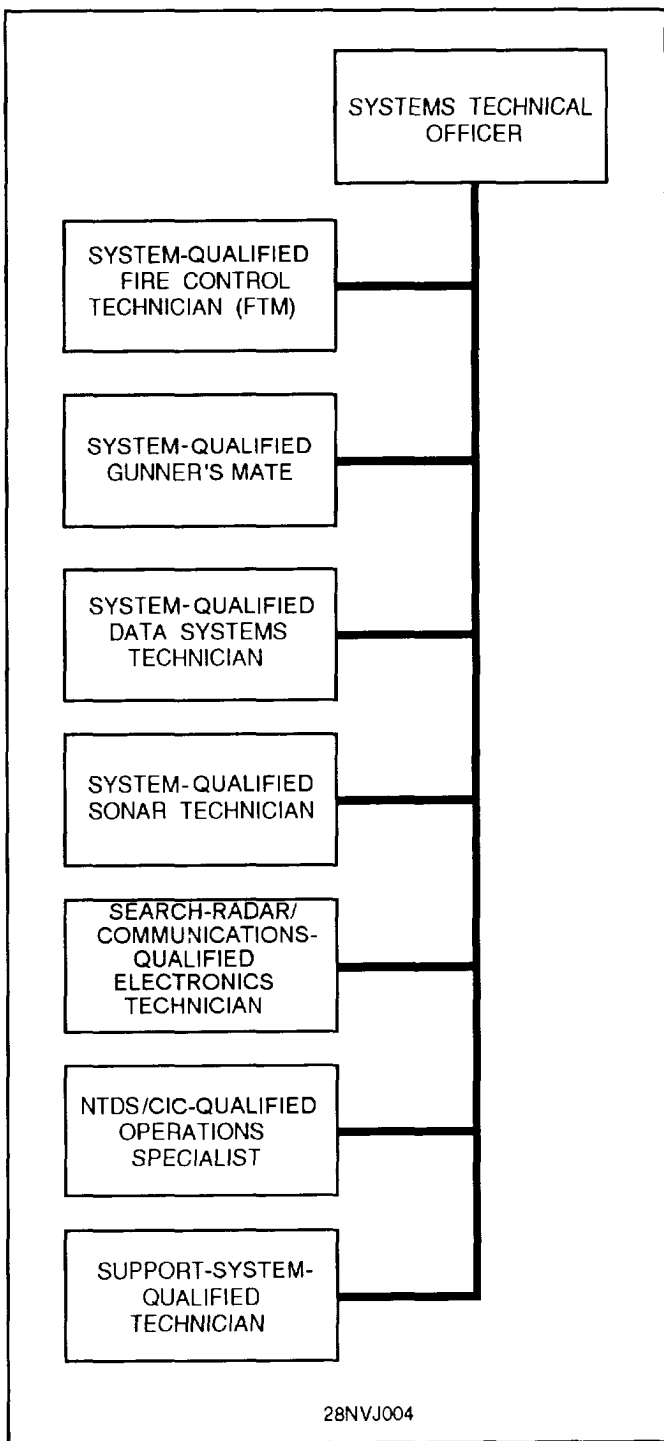 SYSTEMS TECHNICAL
OFFICER
SYSTEM-QUALIFIED
FIRE CONTROL
TECHNICIAN (FTM)
SYSTEM-QUALIFIED
GUNNER'S MATE
SYSTEM-QUALIFIED
DATA SYSTEMS
TECHNICIAN
SYSTEM-QUALIFIED
SONAR TECHNICIAN
SEARCH-RADAR/
COMMUNICATIONS-
QUALIFIED
ELECTRONICS
TECHNICIAN
NTDS/CIC-QUALIFIED
OPERATIONS
SPECIALIST
SUPPORT-SYSTEM-
QUALIFIED
TECHNICIAN
28NVJ004